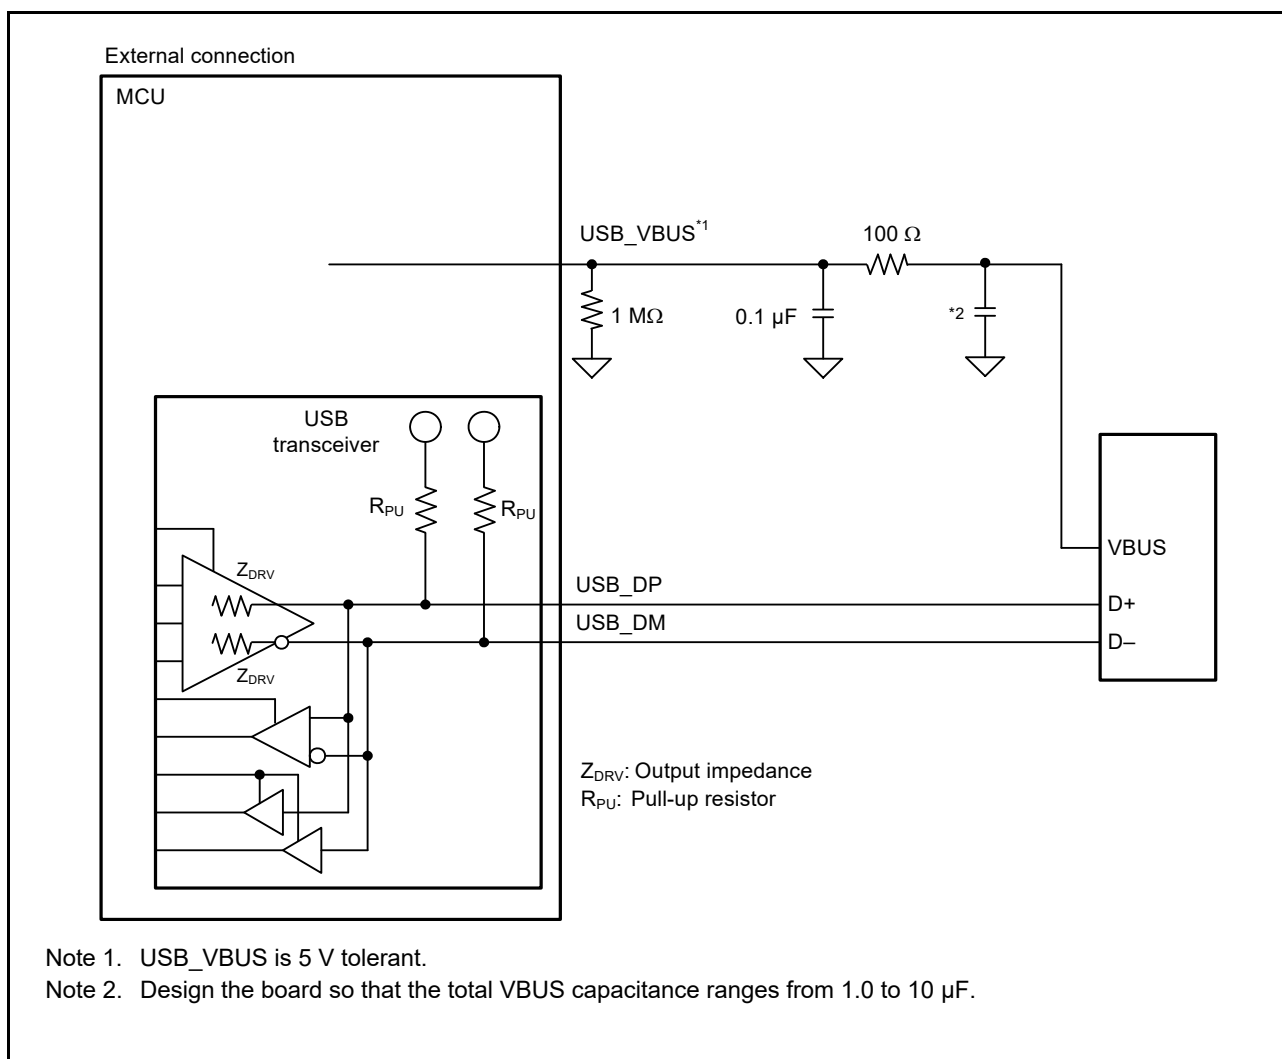 External connection
MCU
USB_VBUS*1
100 Ω
1 MΩ
0.1 µF
*2
USB
transceiver
RPU
RPU
VBUS
ZDRV
USB_DP
D+
USB_DM
D–
ZDRV
ZDRV: Output impedance
RPU: Pull-up resistor
Note 1. USB_VBUS is 5 V tolerant.
Note 2. Design the board so that the total VBUS capacitance ranges from 1.0 to 10 µF.